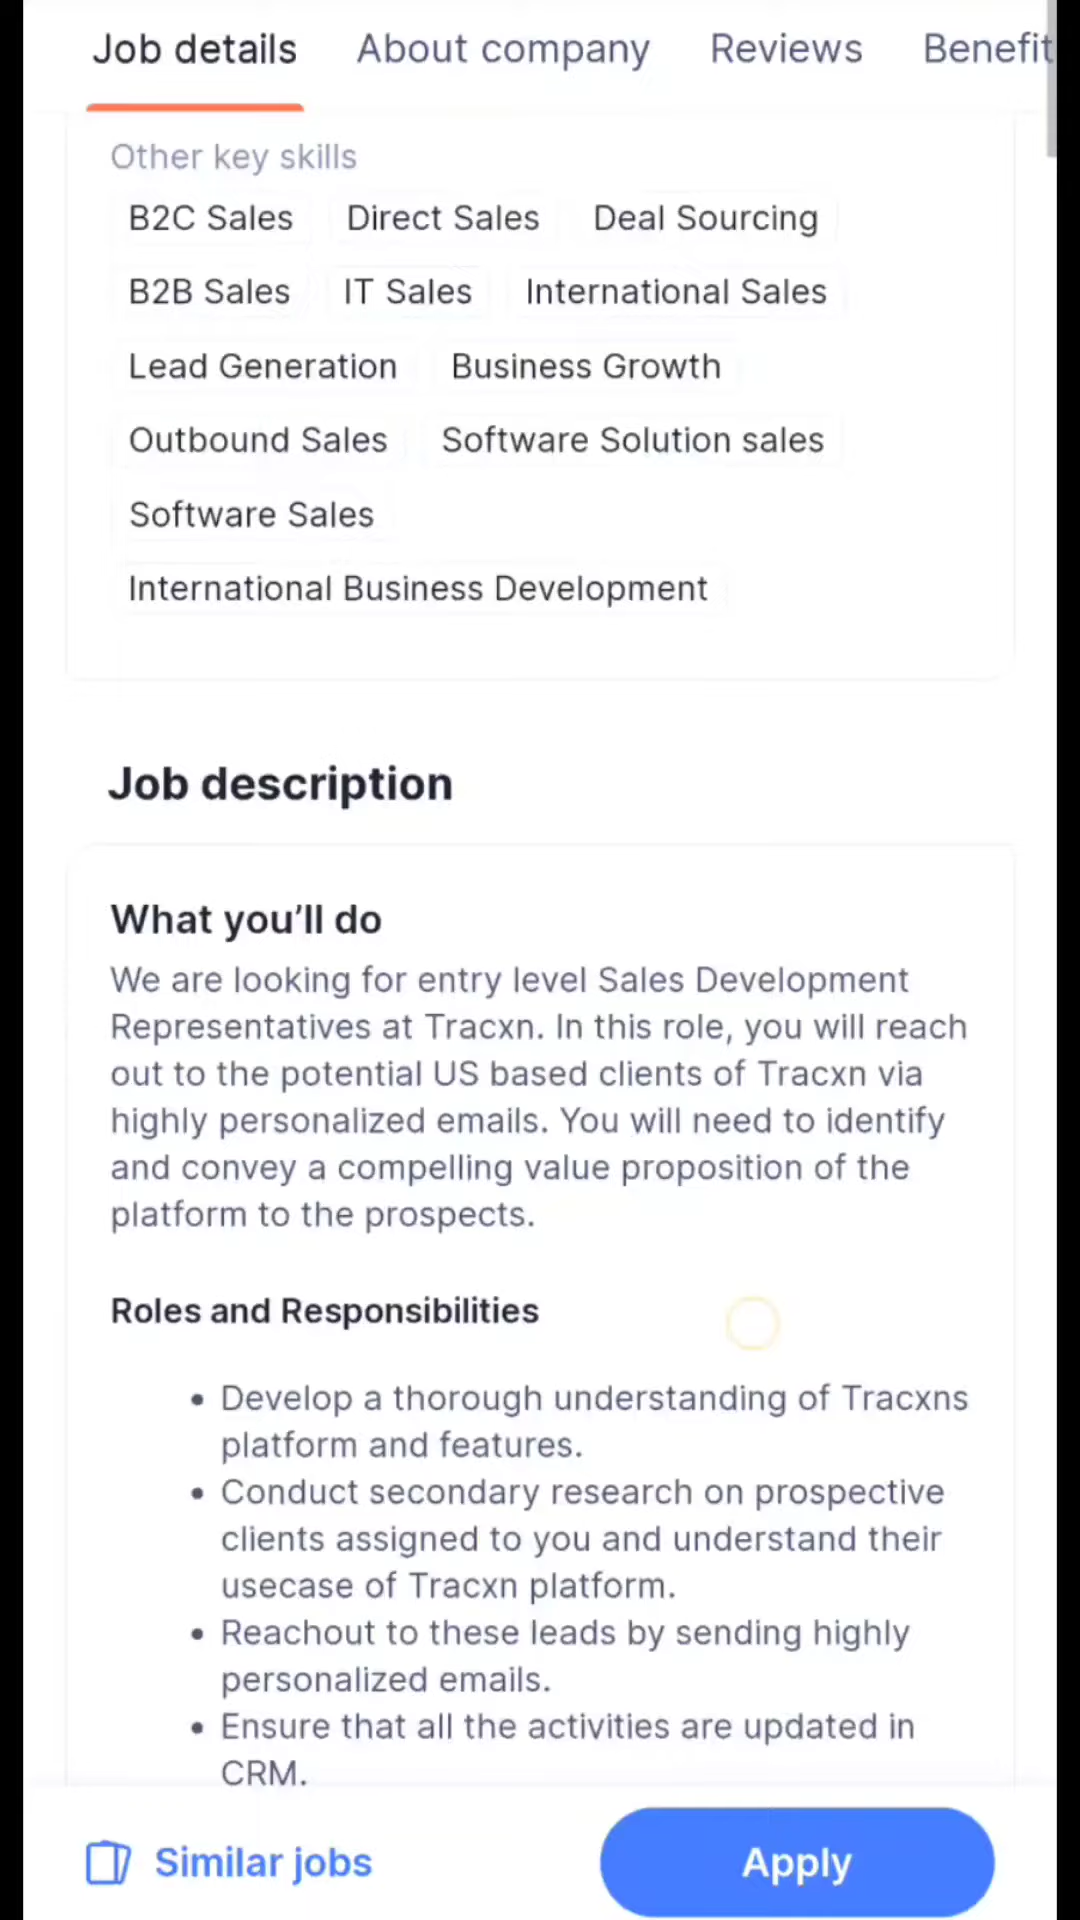 Job details About company Reviews Benefit
Other key skills
B2C Sales Direct Sales Deal Sourcing
B2B Sales IT Sales International Sales
Lead Generation Business Growth
Outbound Sales Software Solution sales
Software Sales
International Business Development
Job description
What you’ll do
We are looking for entry level Sales Development
Representatives at Tracxn. In this role, you will reach
out to the potential US based clients of Tracxn via
highly personalized emails. You will need to identify
and convey a compelling value proposition of the
platform to the prospects.
Roles and Responsibilities
• Develop a thorough understanding of Tracxns
platform and features.
• Conduct secondary research on prospective
clients assigned to you and understand their
usecase of Tracxn platform.
• Reachout to these leads by sending highly
personalized emails.
• Ensure that all the activities are updated in
CRM.
Similar jobs Apply